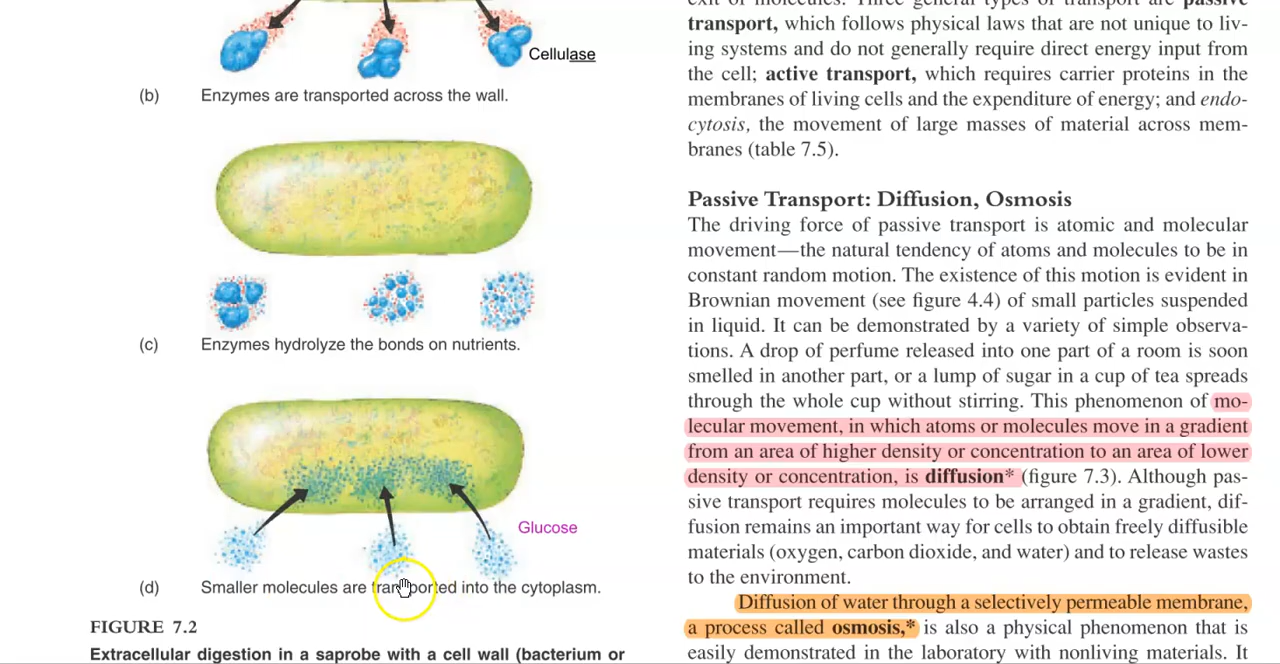 Cellulase
(b) Enzymes are transported across the wall.
(c) Enzymes hydrolyze the bonds on nutrients.
Glucose
(d) Smaller molecules are transported into the cytoplasm.
FIGURE 7.2
Extracellular digestion in a saprobe with a cell wall (bacterium or
exit of molecules. Three general types of transport are passive
transport, which follows physical laws that are not unique to liv-
ing systems and do not generally require direct energy input from
the cell; active transport, which requires carrier proteins in the
membranes of living cells and the expenditure of energy; and endo-
cytosis, the movement of large masses of material across mem-
branes (table 7.5).
Passive Transport: Diffusion, Osmosis
The driving force of passive transport is atomic and molecular
movement—the natural tendency of atoms and molecules to be in
constant random motion. The existence of this motion is evident in
Brownian movement (see figure 4.4) of small particles suspended
in liquid. It can be demonstrated by a variety of simple observa-
tions. A drop of perfume released into one part of a room is soon
smelled in another part, or a lump of sugar in a cup of tea spreads
through the whole cup without stirring. This phenomenon of mo-
lecular movement, in which atoms or molecules move in a gradient
from an area of higher density or concentration to an area of lower
density or concentration, is diffusion* (figure 7.3). Although pas-
sive transport requires molecules to be arranged in a gradient, dif-
fusion remains an important way for cells to obtain freely diffusible
materials (oxygen, carbon dioxide, and water) and to release wastes
to the environment.
Diffusion of water through a selectively permeable membrane,
a process called osmosis,* is also a physical phenomenon that is
easily demonstrated in the laboratory with nonliving materials. It